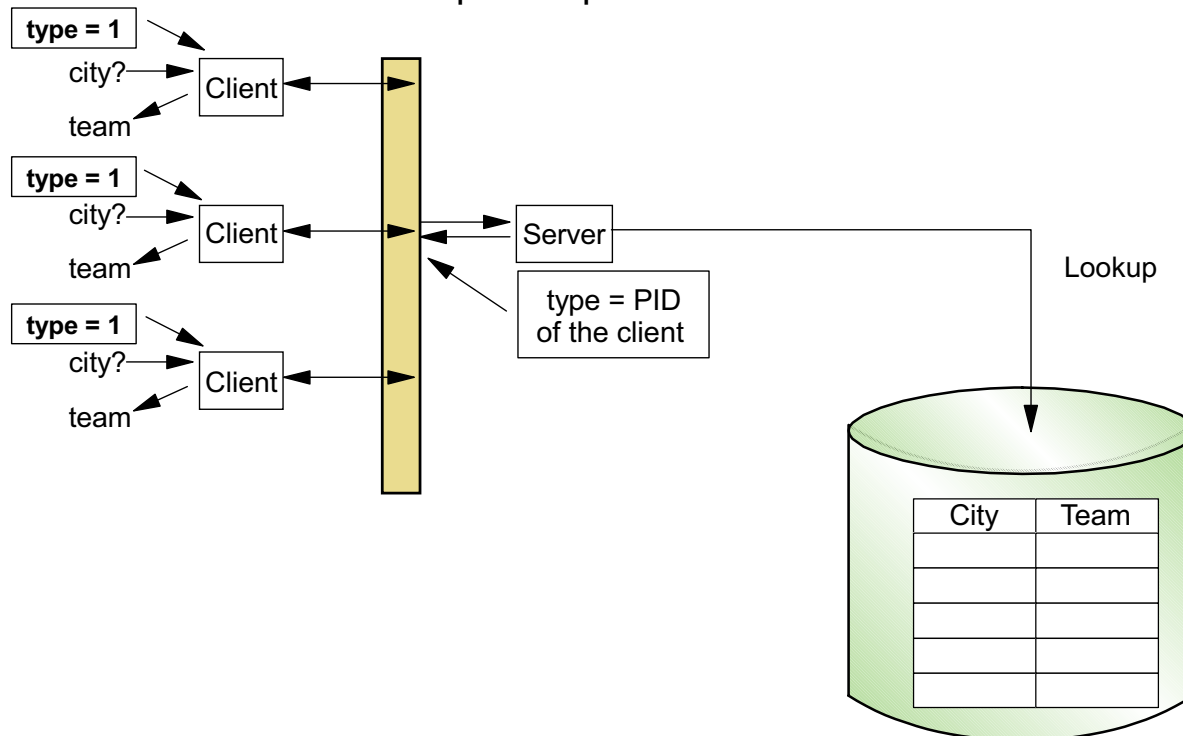 type = 1
city?
Client
team
type = 1
city?
Client
team
Server
Lookup
type = PID
of the client
type = 1
city?
Client
team
City Team